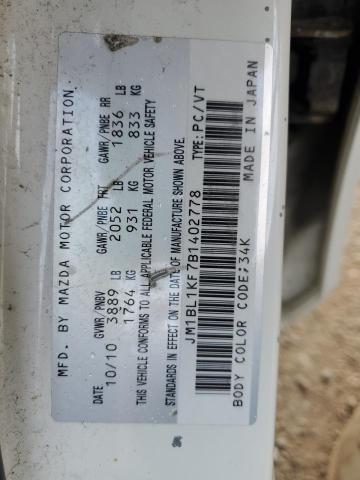 MFD. BY MAZDA MOTOR CORPORATION
DATE GVWR/PNBV GAWR/PNBE FRT GAWR/PNBE RR
10/10 3889 LB 2052 LB 1836 LB
1764 KG 931 KG 833 KG
THIS VEHICLE CONFORMS TO ALL APPLICABLE FEDERAL MOTOR VEHICLE SAFETY
STANDARDS IN EFFECT ON THE DATE OF MANUFACTURE SHOWN ABOVE.
JM1BL1KF7B1402778 TYPE:PC/VT
BODY COLOR CODE;34K MADE IN JAPAN